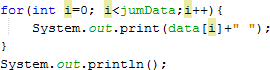 for(int i=0; i<jumData;i++){
    System.out.print(data[i]+" ");
}
System.out.println();